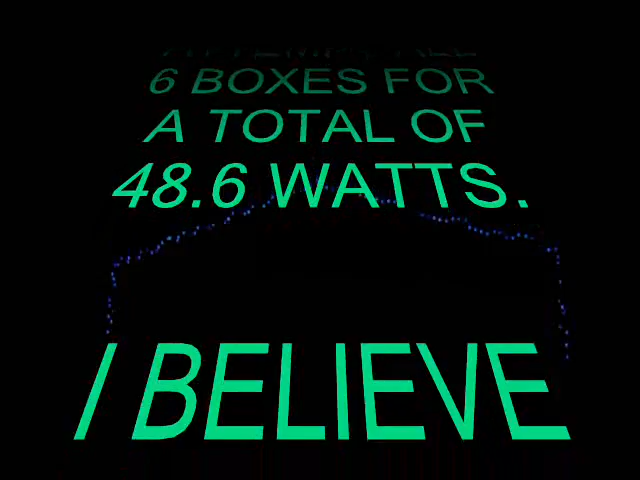 6 BOXES FOR
A TOTAL OF
48.6 WATTS.
I BELIEVE